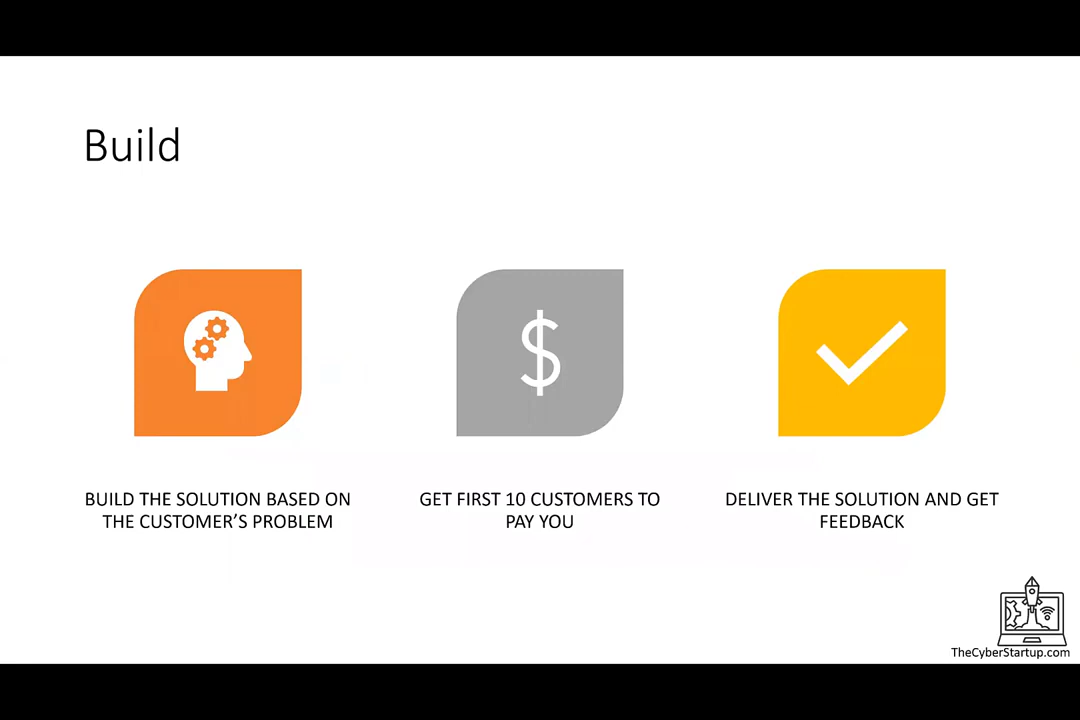 Build
$
BUILD THE SOLUTION BASED ON
THE CUSTOMER’S PROBLEM
GET FIRST 10 CUSTOMERS TO
PAY YOU
DELIVER THE SOLUTION AND GET
FEEDBACK
TheCyberStartup.com